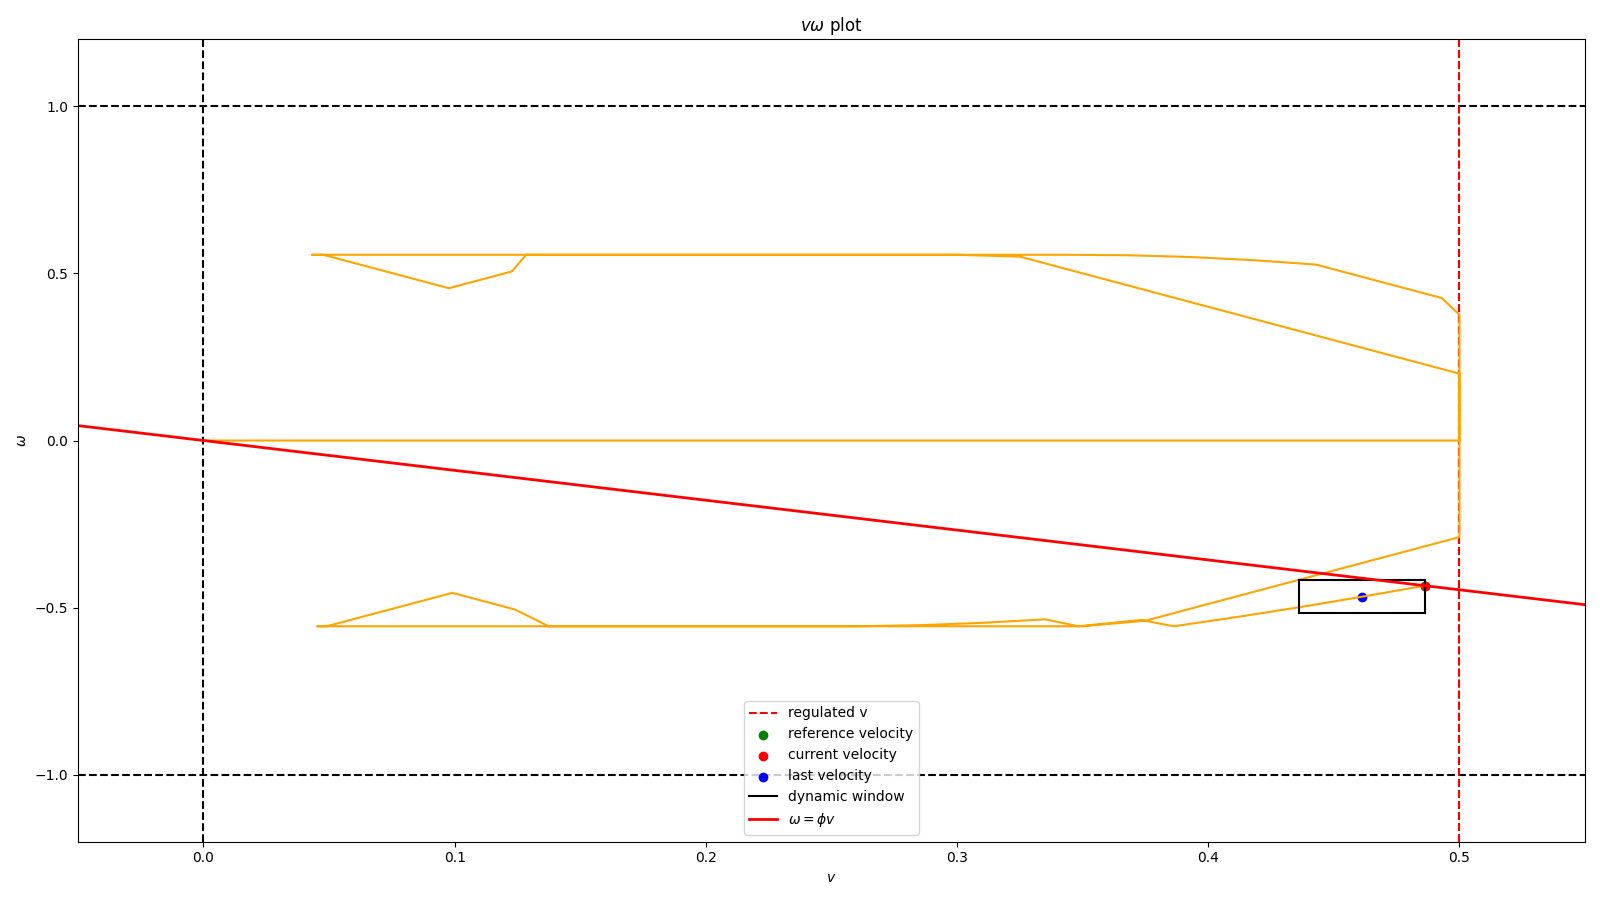 vω plot
1.0
0.5
0.0
−0.5
−1.0
ω
0.0 0.1 0.2 0.3 0.4 0.5
v
regulated v
reference velocity
current velocity
last velocity
dynamic window
ω = ϕv